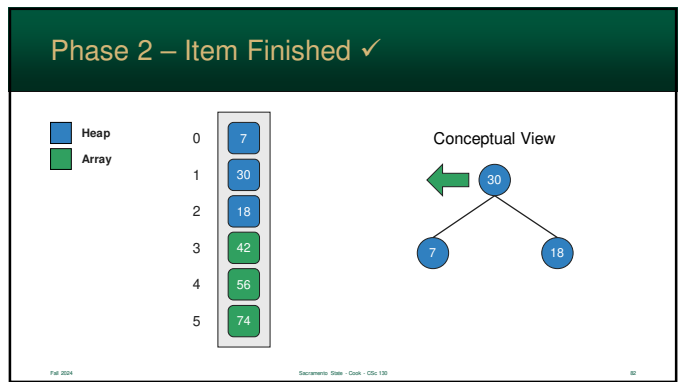 Phase 2 – Item Finished ✓
Heap
Array
0 7
1 30
2 18
3 42
4 56
5 74
Conceptual View
30
7 18
Fall 2024 Sacramento State - Cook - CSc 130 82